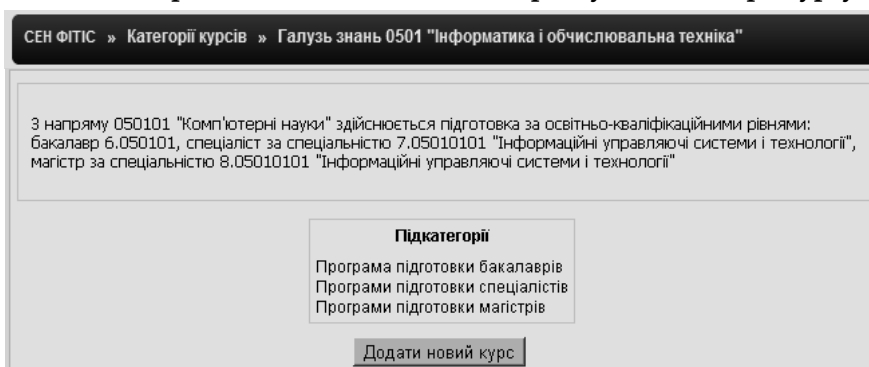 СЕН ФІТІС » Категорії курсів » Галузь знань 0501 "Інформатика і обчислювальна техніка"
З напряму 050101 "Комп'ютерні науки" здійснюється підготовка за освітньо-кваліфікаційними рівнями:
бакалавр 6.050101, спеціаліст за спеціальністю 7.05010101 "Інформаційні управляючі системи і технології",
магістр за спеціальністю 8.05010101 "Інформаційні управляючі системи і технології"
Підкатегорії
Програма підготовки бакалаврів
Програми підготовки спеціалістів
Програми підготовки магістрів
Додати новий курс